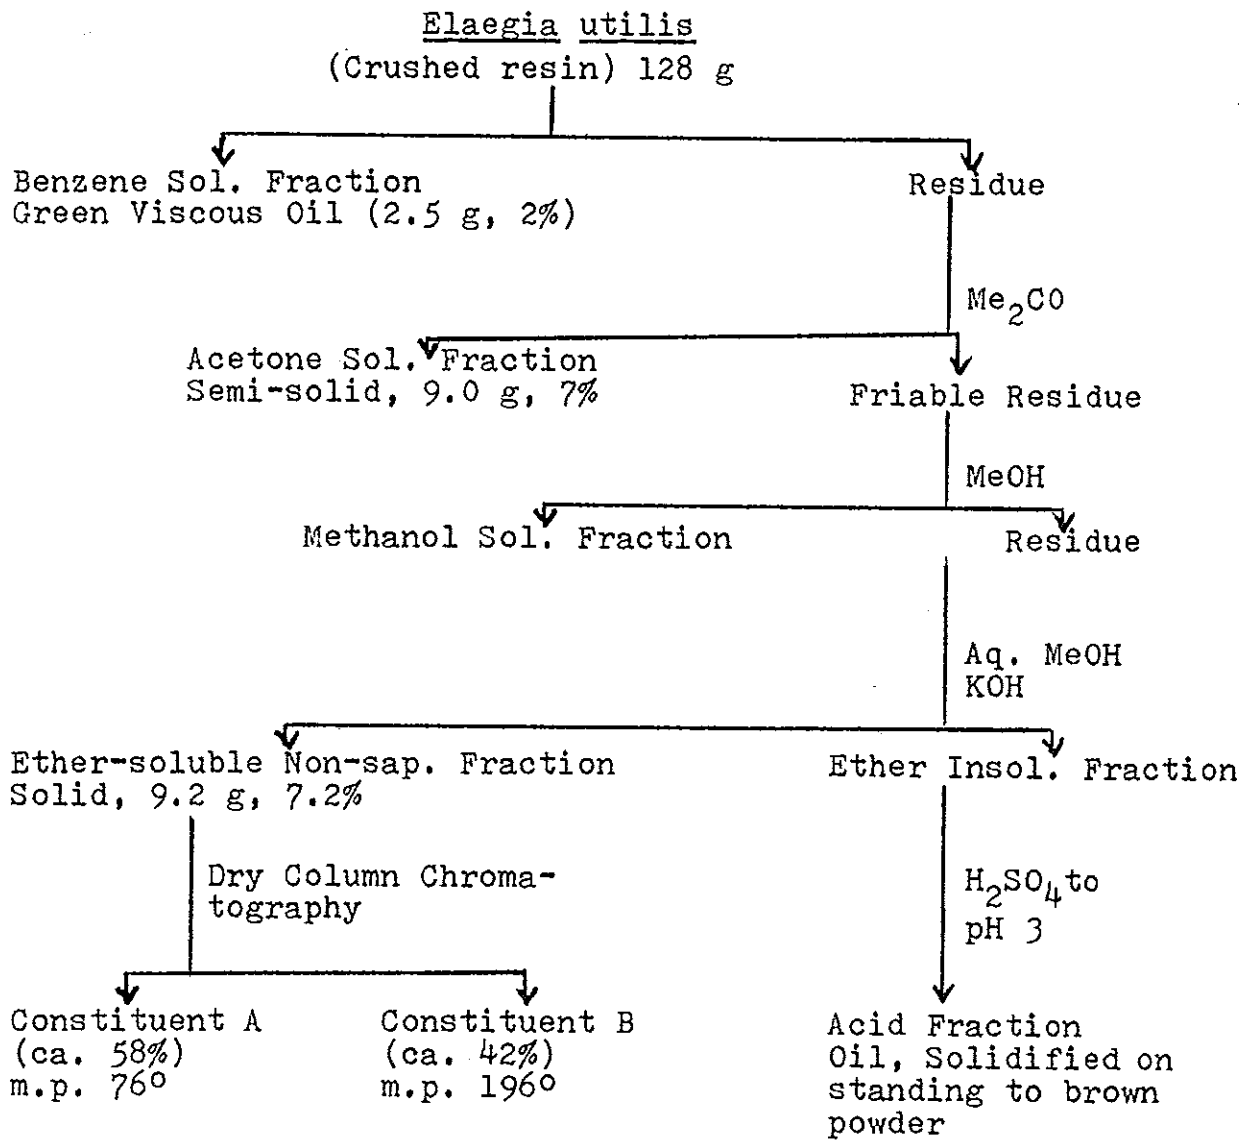 Elaegia utilis
(Crushed resin) 128 g
Benzene Sol. Fraction
Green Viscous Oil (2.5 g, 2%)
Residue
Me2CO
Acetone Sol. Fraction
Semi-solid, 9.0 g, 7%
Friable Residue
MeOH
Methanol Sol. Fraction
Residue
Aq. MeOH
KOH
Ether-soluble Non-sap. Fraction
Solid, 9.2 g, 7.2%
Ether Insol. Fraction
Dry Column Chroma-
tography
H2SO4 to
pH 3
Constituent A
(ca. 58%)
m.p. 76°
Constituent B
(ca. 42%)
m.p. 196°
Acid Fraction
Oil, Solidified on
standing to brown
powder